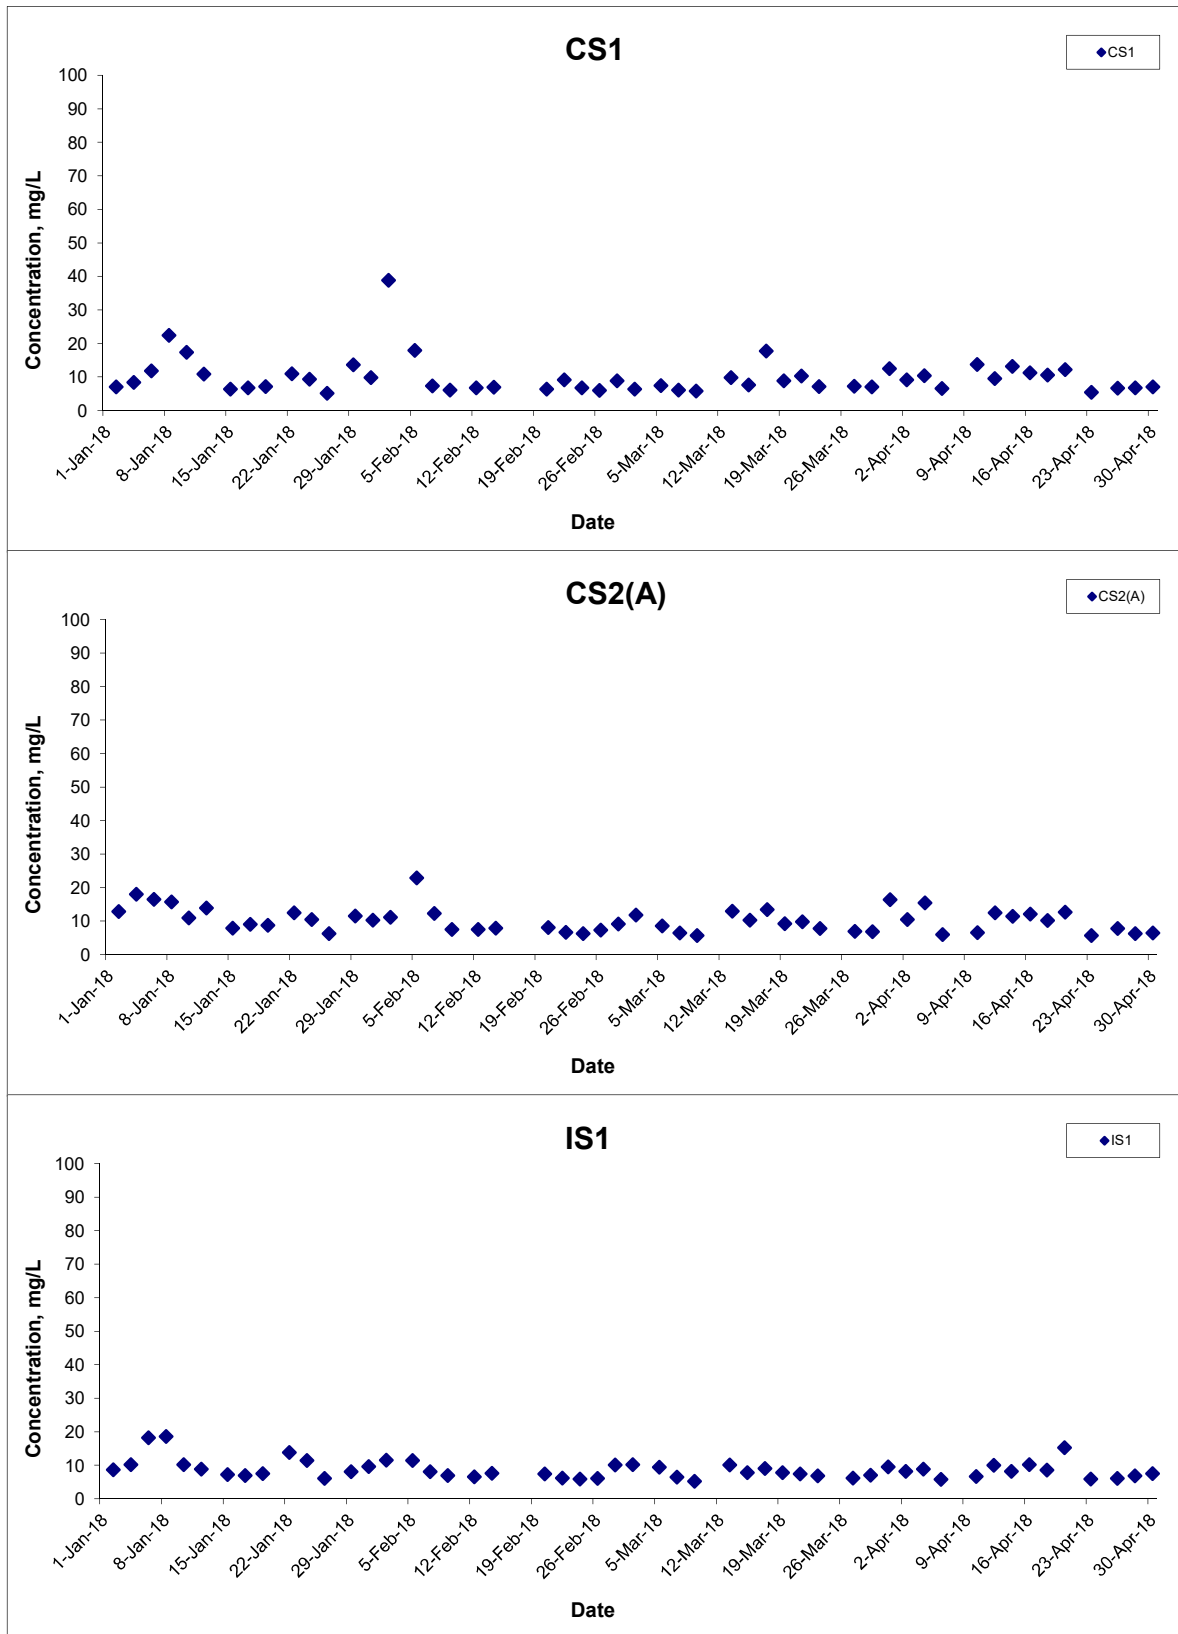 CS1
CS1
100
90
80
70
60
50
40
30
20
10
0
Concentration, mg/L
1-Jan-18
8-Jan-18
15-Jan-18
22-Jan-18
29-Jan-18
5-Feb-18
12-Feb-18
19-Feb-18
26-Feb-18
5-Mar-18
12-Mar-18
19-Mar-18
26-Mar-18
2-Apr-18
9-Apr-18
16-Apr-18
23-Apr-18
30-Apr-18
Date
CS2(A)
CS2(A)
100
90
80
70
60
50
40
30
20
10
0
Concentration, mg/L
1-Jan-18
8-Jan-18
15-Jan-18
22-Jan-18
29-Jan-18
5-Feb-18
12-Feb-18
19-Feb-18
26-Feb-18
5-Mar-18
12-Mar-18
19-Mar-18
26-Mar-18
2-Apr-18
9-Apr-18
16-Apr-18
23-Apr-18
30-Apr-18
Date
IS1
IS1
100
90
80
70
60
50
40
30
20
10
0
Concentration, mg/L
1-Jan-18
8-Jan-18
15-Jan-18
22-Jan-18
29-Jan-18
5-Feb-18
12-Feb-18
19-Feb-18
26-Feb-18
5-Mar-18
12-Mar-18
19-Mar-18
26-Mar-18
2-Apr-18
9-Apr-18
16-Apr-18
23-Apr-18
30-Apr-18
Date